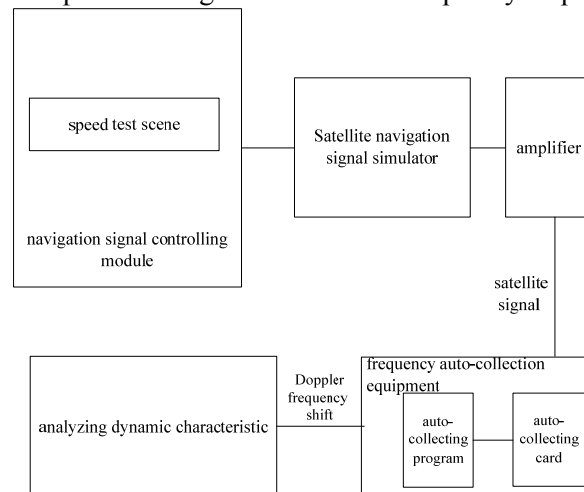 speed test scene
navigation signal controlling
module
Satellite navigation
signal simulator
amplifier
satellite
signal
frequency auto-collection
equipment
auto-
collecting
program
auto-
collecting
card
Doppler
frequency
shift
analyzing dynamic characteristic